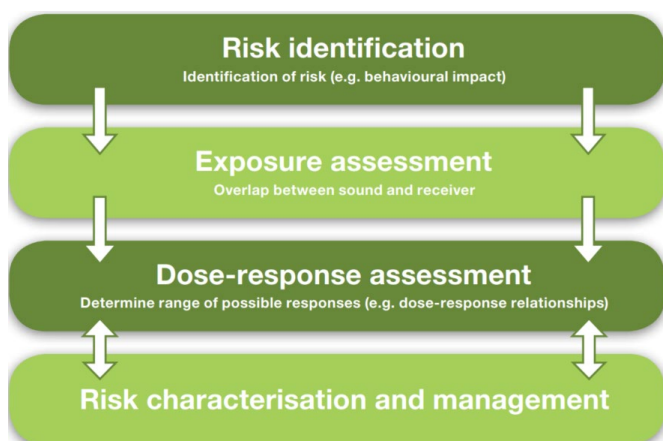 Risk identification
Identification of risk (e.g. behavioural impact)
Exposure assessment
Overlap between sound and receiver
Dose-response assessment
Determine range of possible responses (e.g. dose-response relationships)
Risk characterisation and management